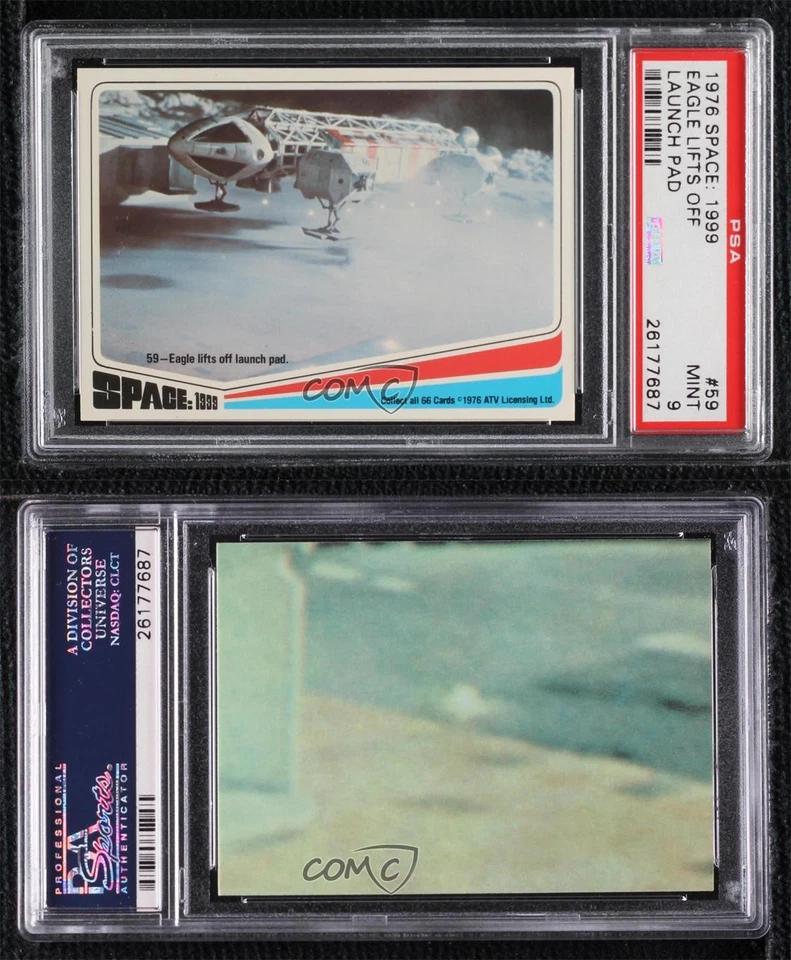 59–Eagle lifts off launch pad.
SPACE: 1999
Collect all 66 Cards ©1976 ATV Licensing Ltd.
COMC
PSA
1976 SPACE: 1999
EAGLE LIFTS OFF
LAUNCH PAD
#59
MINT 9
26177687
A DIVISION OF
COLLECTORS
UNIVERSE
NASDAQ: CLCT
26177687
PROFESSIONAL
PSA
Sports®
AUTHENTICATOR
COMC